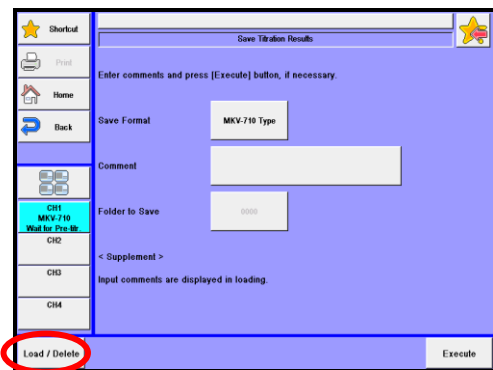 Shortcut
Save Titration Results
Print
Enter comments and press [Execute] button, if necessary.
Home
Save Format
MKV-710 Type
Back
Comment
CH1
MKV-710
Wait for Pre-titr.
Folder to Save
0000
CH2
< Supplement >
CH3
Input comments are displayed in loading.
CH4
Load / Delete
Execute